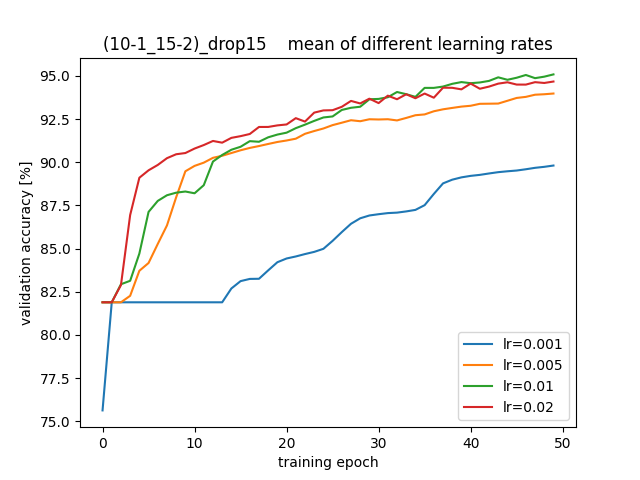 (10-1_15-2)_drop15    mean of different learning rates
validation accuracy [%]
95.0
92.5
90.0
87.5
85.0
82.5
80.0
77.5
75.0
lr=0.001
lr=0.005
lr=0.01
lr=0.02
0 10 20 30 40 50
training epoch